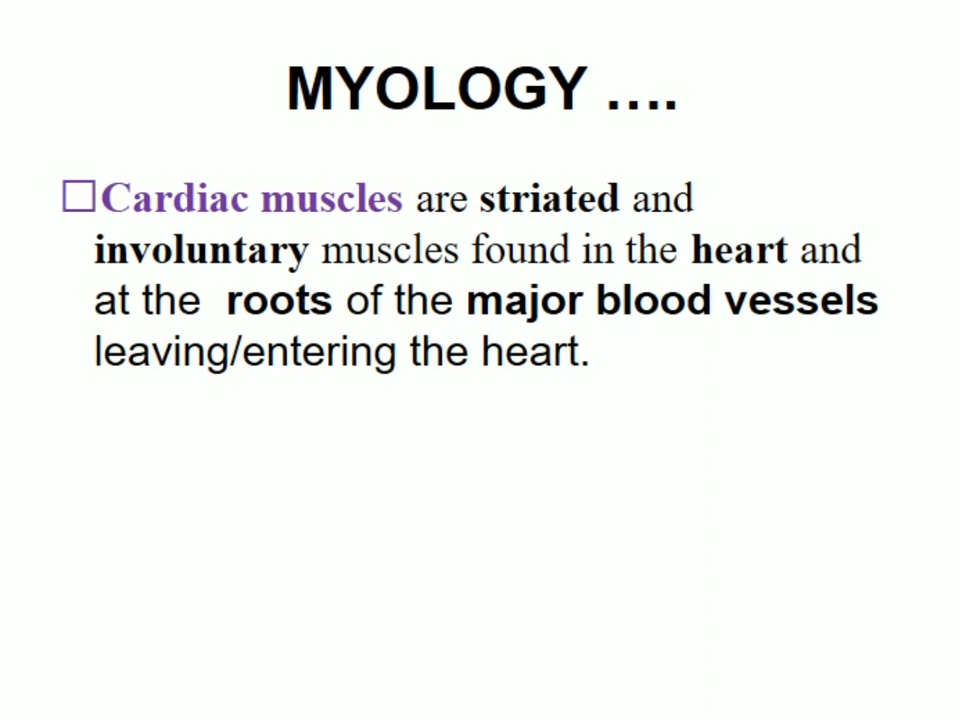 MYOLOGY ….
□Cardiac muscles are striated and
involuntary muscles found in the heart and
at the roots of the major blood vessels
leaving/entering the heart.